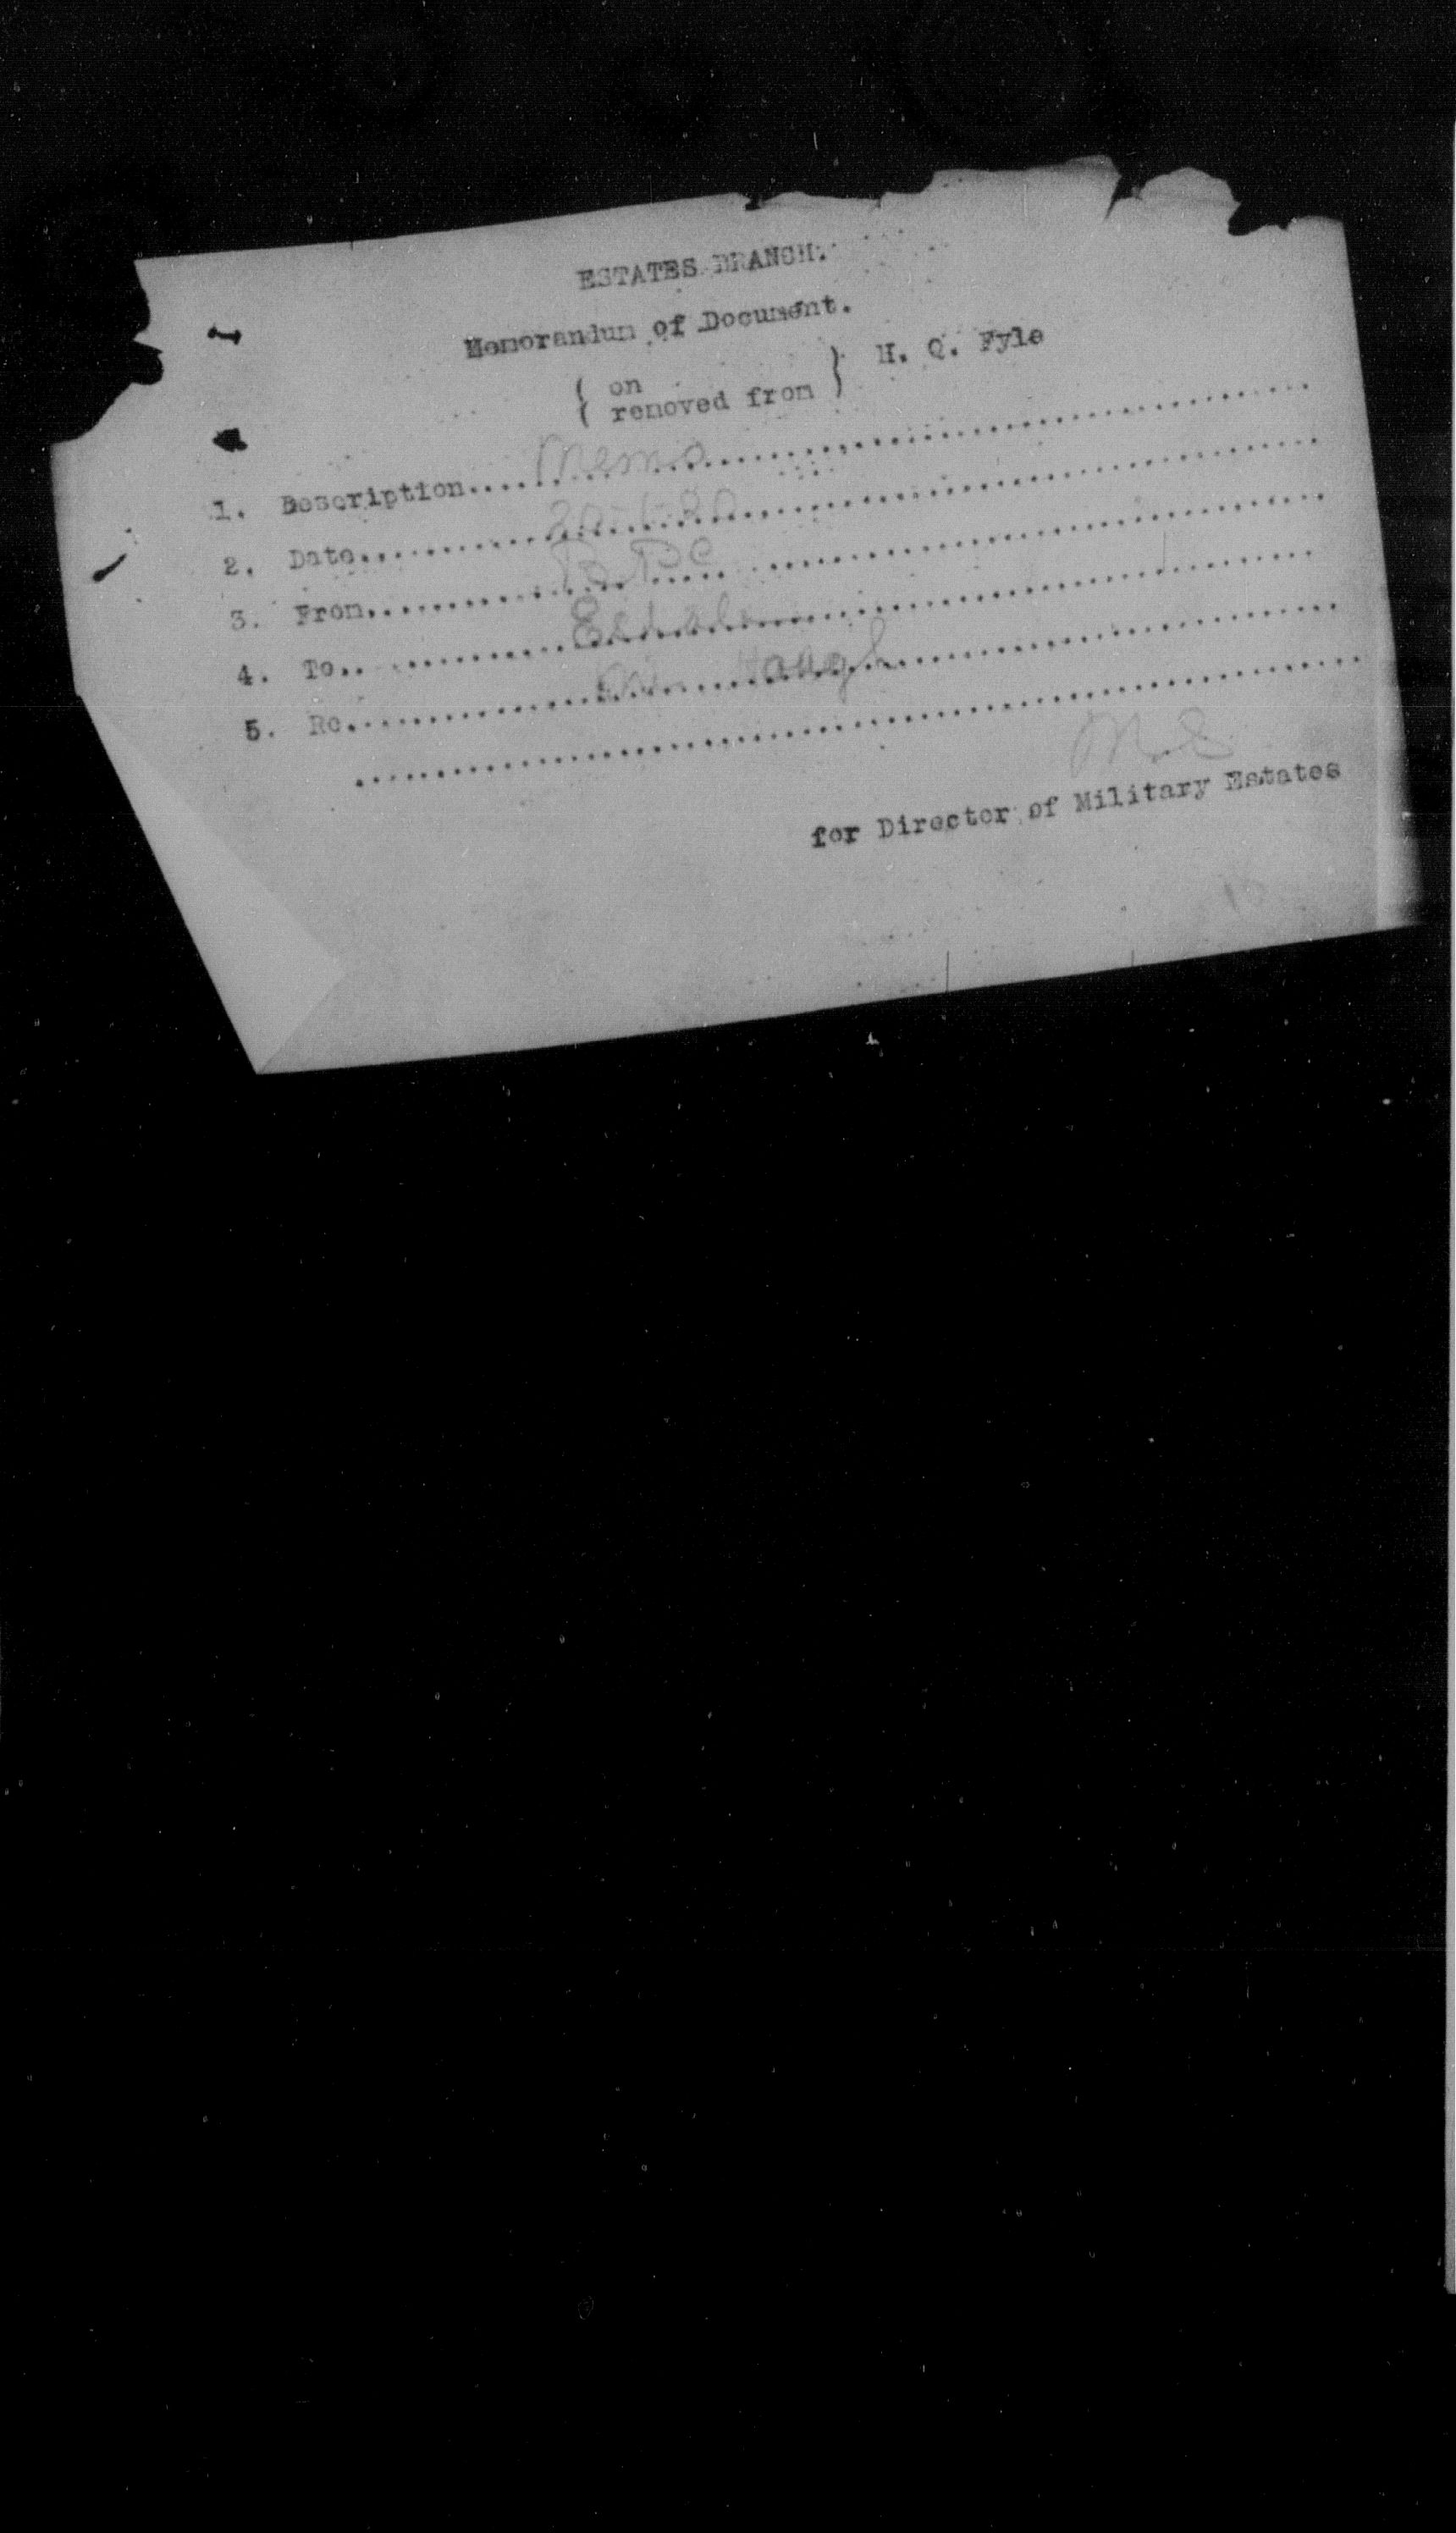 ESTATES BRANCH.
Memorandum of Document.
( on
( removed from } H. Q. Fyle
1. Description.......Memo
2. Date.......
3. From.......
4. To.......Estates
5. Re.......
for Director of Military Estates